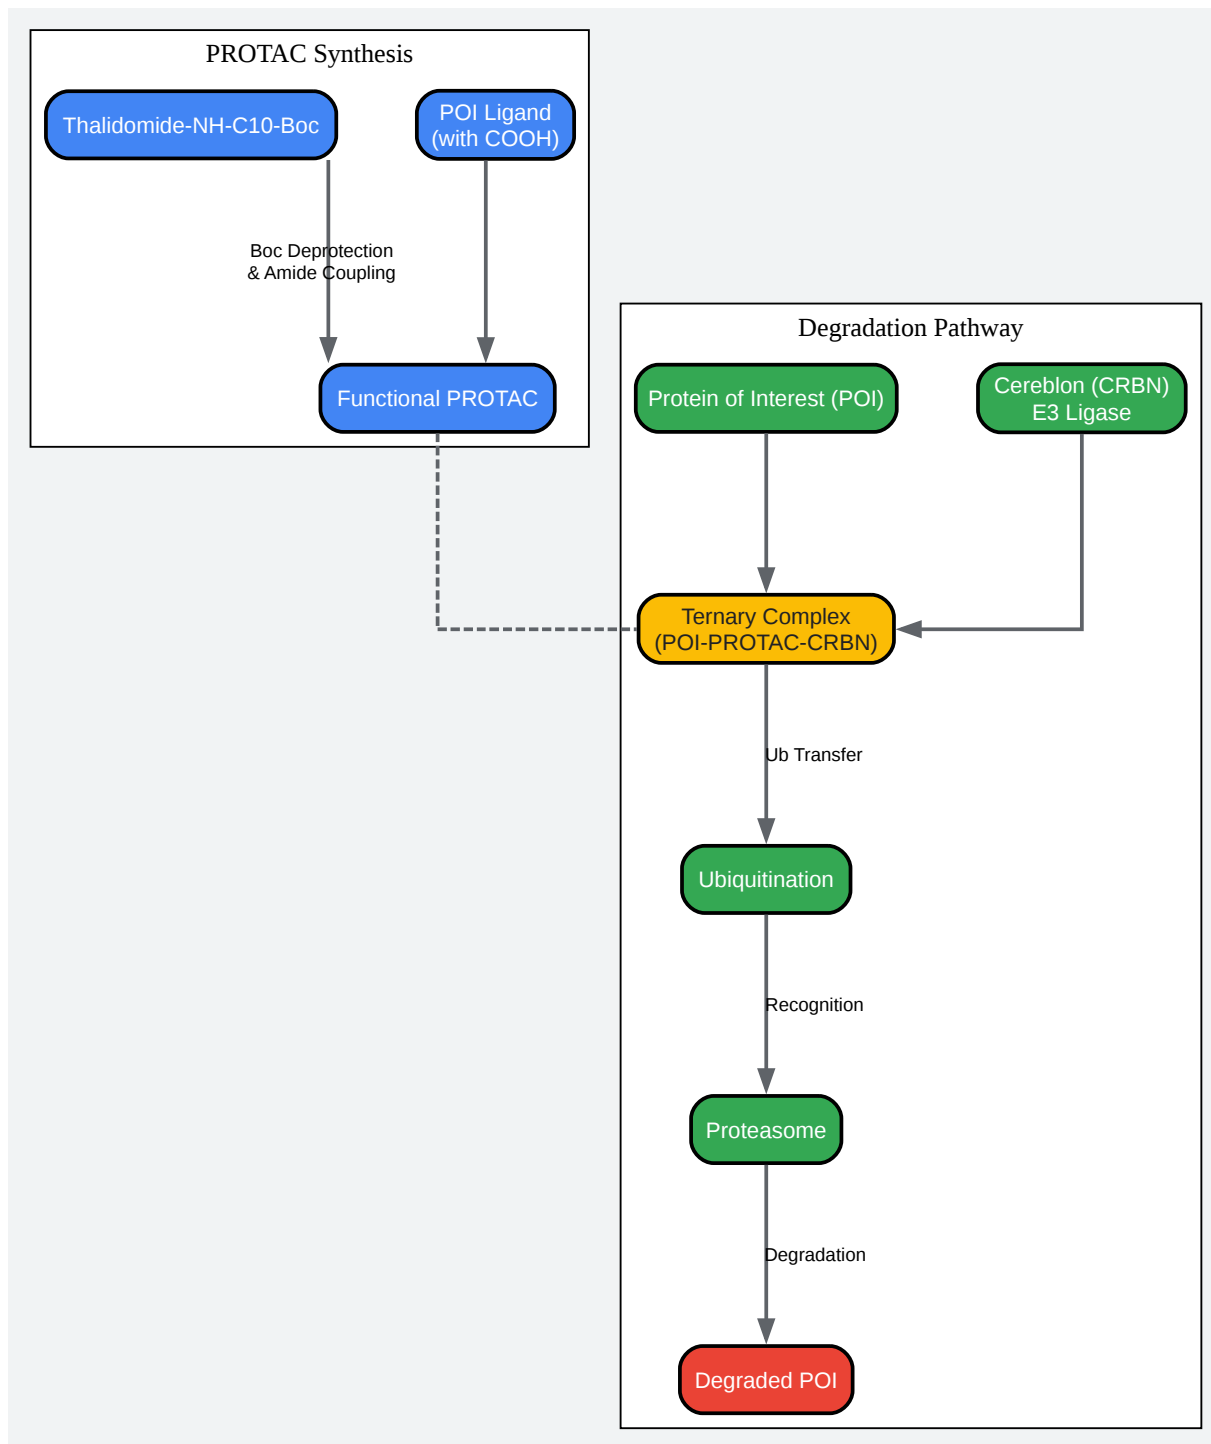 PROTAC Synthesis
Thalidomide-NH-C10-Boc
POI Ligand
(with COOH)
Boc Deprotection
& Amide Coupling
Functional PROTAC
Degradation Pathway
Protein of Interest (POI)
Cereblon (CRBN)
E3 Ligase
Ternary Complex
(POI-PROTAC-CRBN)
Ub Transfer
Ubiquitination
Recognition
Proteasome
Degradation
Degraded POI